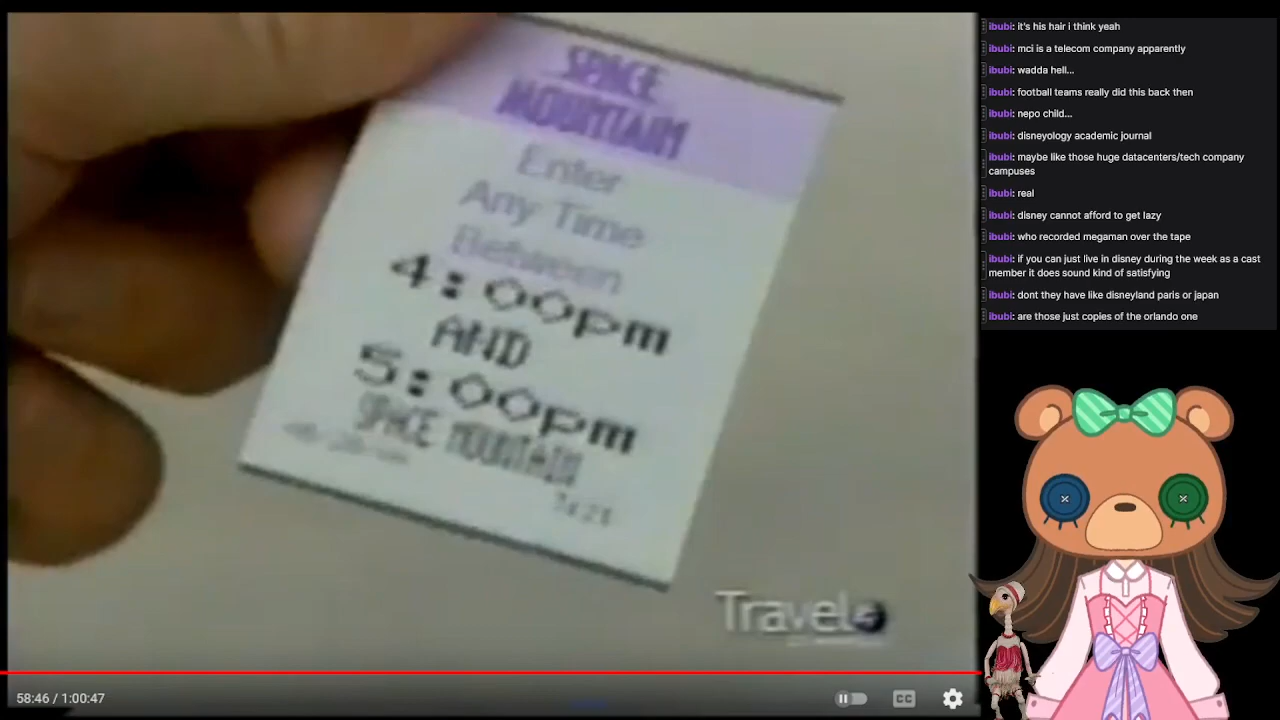 SPACE
MOUNTAIN
Enter
Any Time
Between
4:00pm
AND
5:00pm
SPACE MOUNTAIN
Travel
58:46 / 1:00:47
CC
ibubi: it's his hair i think yeah
ibubi: mci is a telecom company apparently
ibubi: wadda hell...
ibubi: football teams really did this back then
ibubi: nepo child...
ibubi: disneyology academic journal
ibubi: maybe like those huge datacenters/tech company
campuses
ibubi: real
ibubi: disney cannot afford to get lazy
ibubi: who recorded megaman over the tape
ibubi: if you can just live in disney during the week as a cast
member it does sound kind of satisfying
ibubi: dont they have like disneyland paris or japan
ibubi: are those just copies of the orlando one